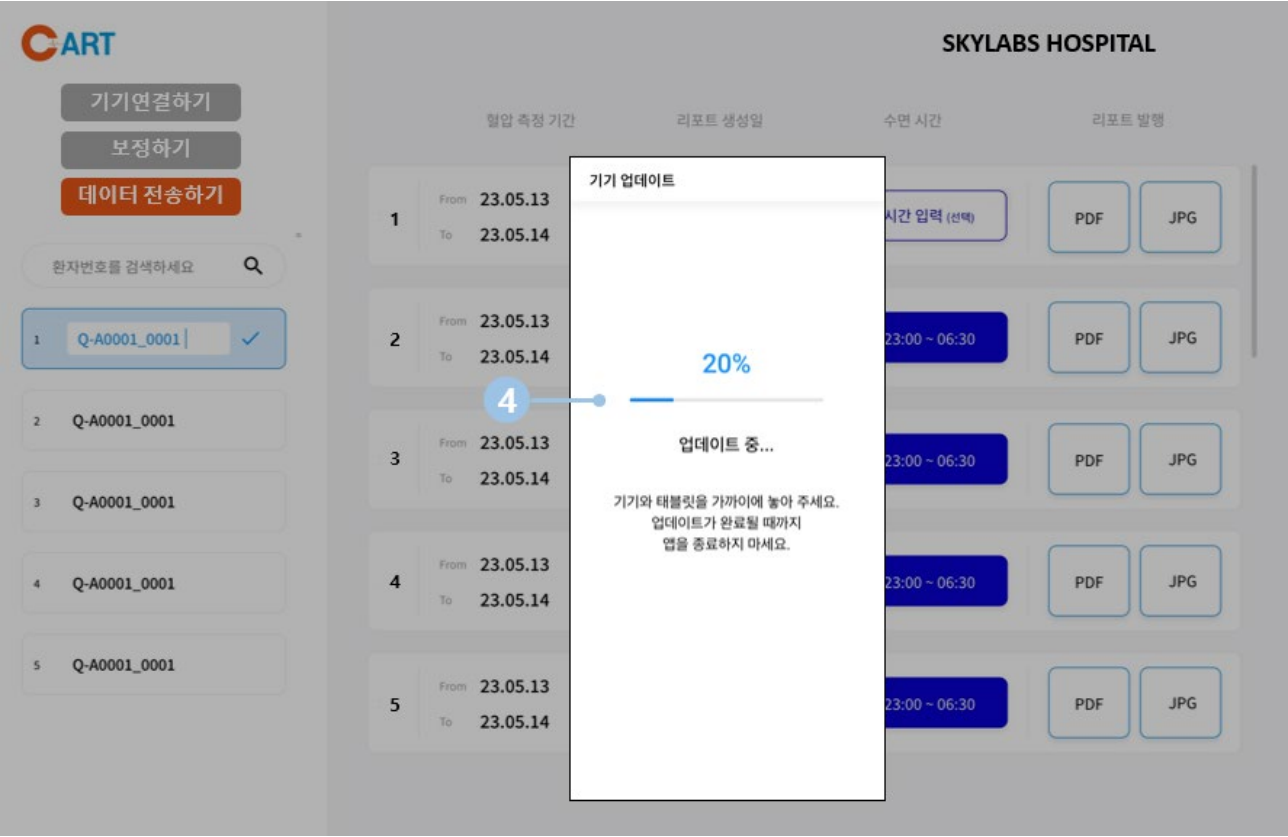 CART
SKYLABS HOSPITAL
기기연결하기
보정하기
데이터 전송하기
환자번호를 검색하세요
1 Q-A0001_0001
2 Q-A0001_0001
3 Q-A0001_0001
4 Q-A0001_0001
5 Q-A0001_0001
혈압 측정 기간 리포트 생성일 수면 시간 리포트 발행
1 From 23.05.13 시간 입력 (선택) PDF JPG
To 23.05.14
2 From 23.05.13 23:00 ~ 06:30 PDF JPG
To 23.05.14
3 From 23.05.13 23:00 ~ 06:30 PDF JPG
To 23.05.14
4 From 23.05.13 23:00 ~ 06:30 PDF JPG
To 23.05.14
5 From 23.05.13 23:00 ~ 06:30 PDF JPG
To 23.05.14
기기 업데이트
20%
4
업데이트 중...
기기와 태블릿을 가까이에 놓아 주세요.
업데이트가 완료될 때까지
앱을 종료하지 마세요.